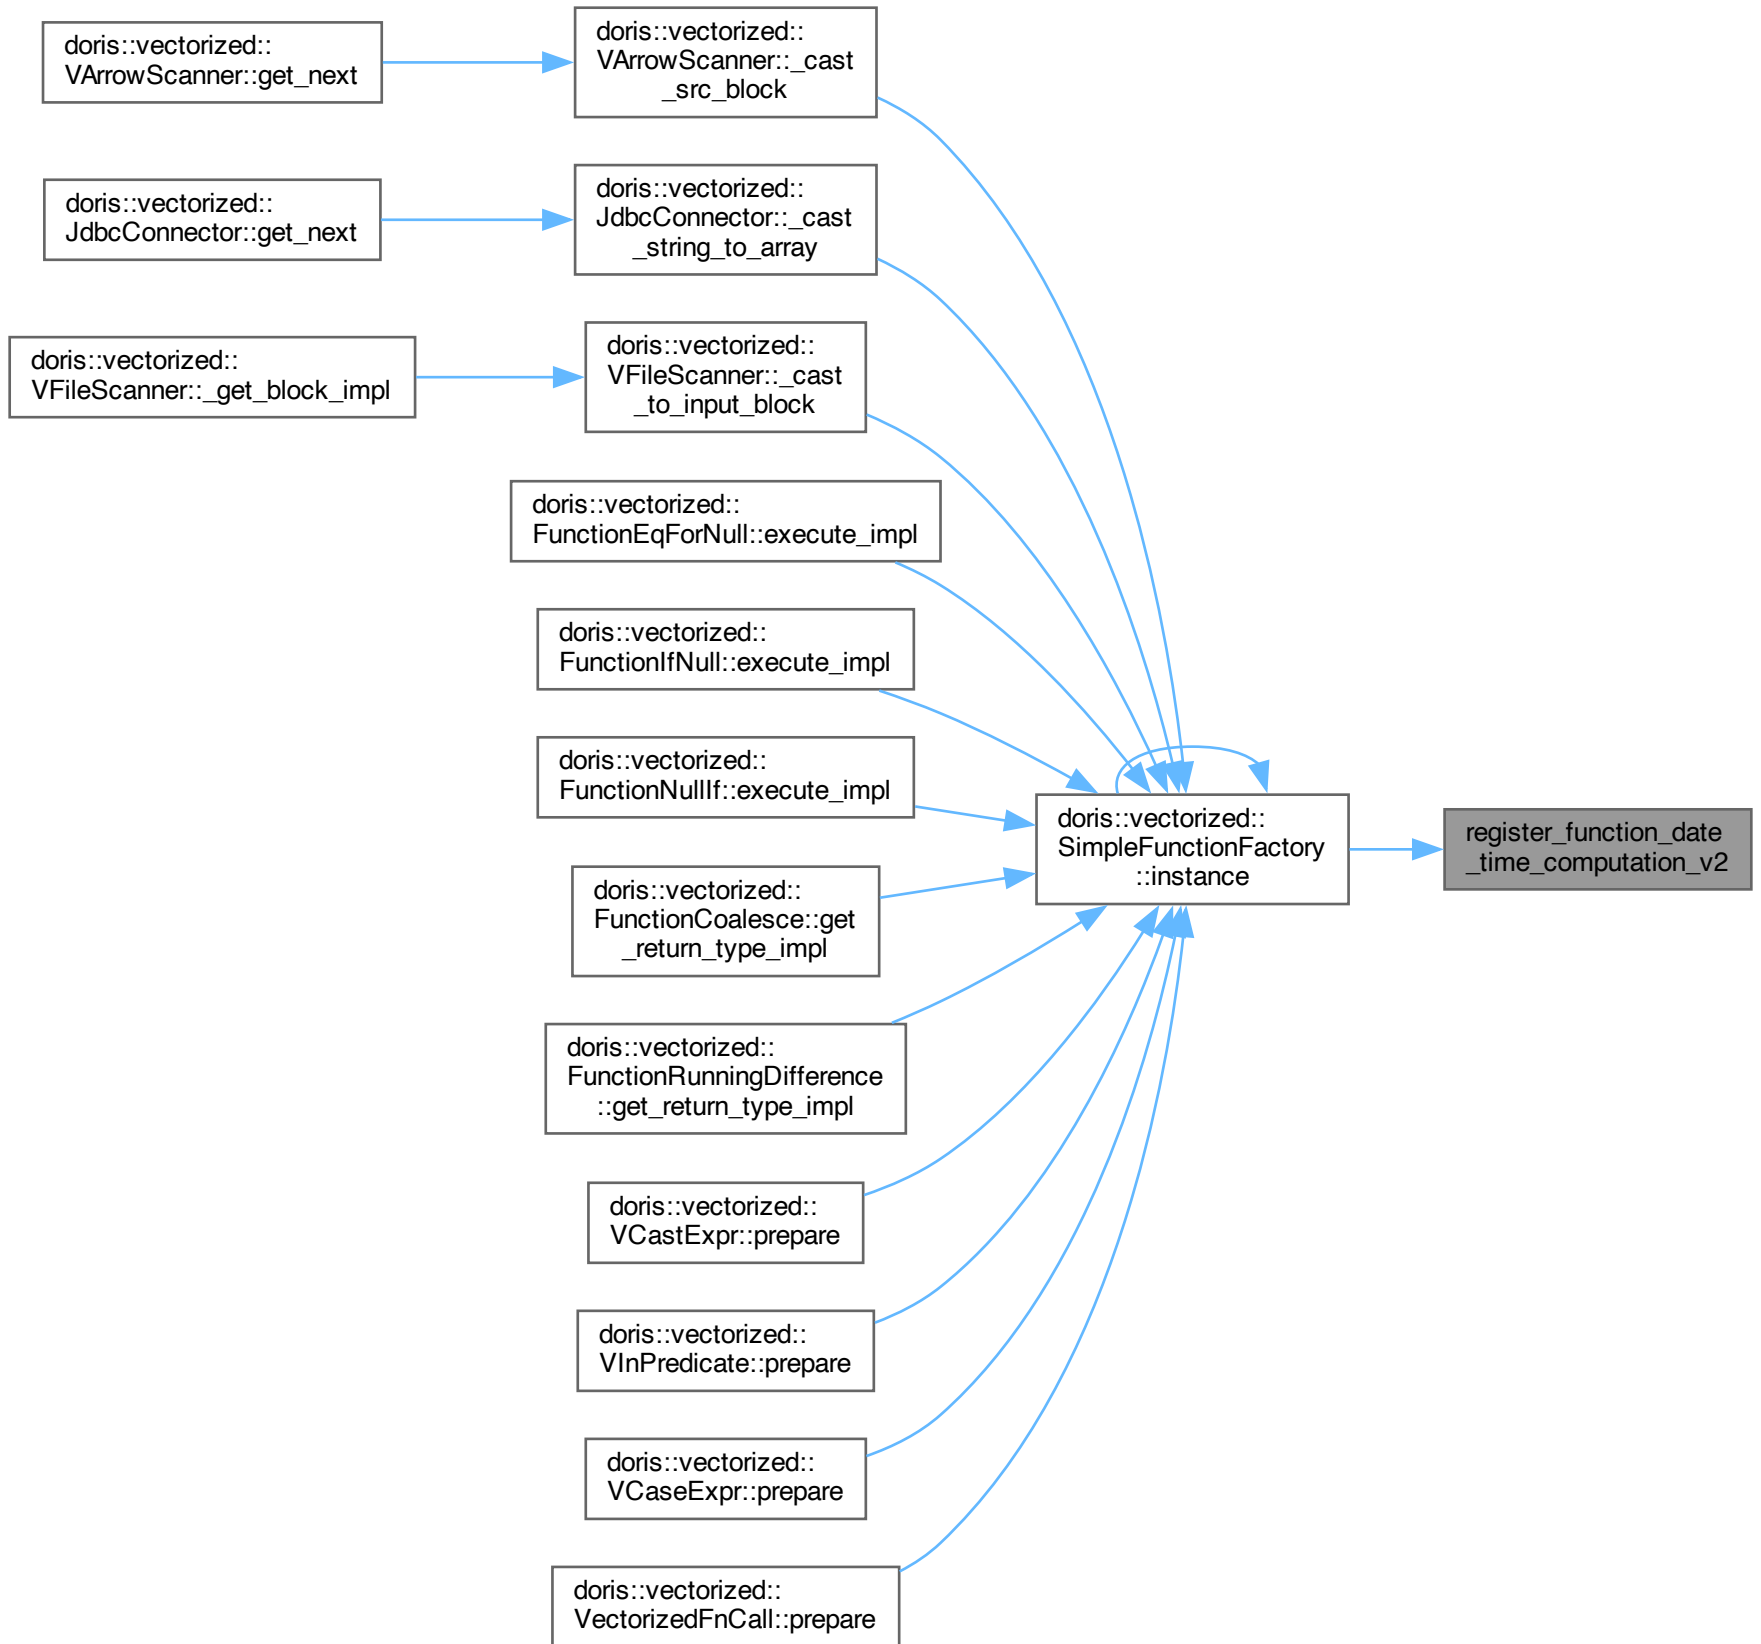 doris::vectorized::
VArrowScanner::get_next
doris::vectorized::
VArrowScanner::_cast
_src_block
doris::vectorized::
JdbcConnector::get_next
doris::vectorized::
JdbcConnector::_cast
_string_to_array
doris::vectorized::
VFileScanner::_get_block_impl
doris::vectorized::
VFileScanner::_cast
_to_input_block
doris::vectorized::
FunctionEqForNull::execute_impl
doris::vectorized::
FunctionIfNull::execute_impl
doris::vectorized::
FunctionNullIf::execute_impl
doris::vectorized::
FunctionCoalesce::get
_return_type_impl
doris::vectorized::
FunctionRunningDifference
::get_return_type_impl
doris::vectorized::
VCastExpr::prepare
doris::vectorized::
VInPredicate::prepare
doris::vectorized::
VCaseExpr::prepare
doris::vectorized::
VectorizedFnCall::prepare
doris::vectorized::
SimpleFunctionFactory
::instance
register_function_date
_time_computation_v2